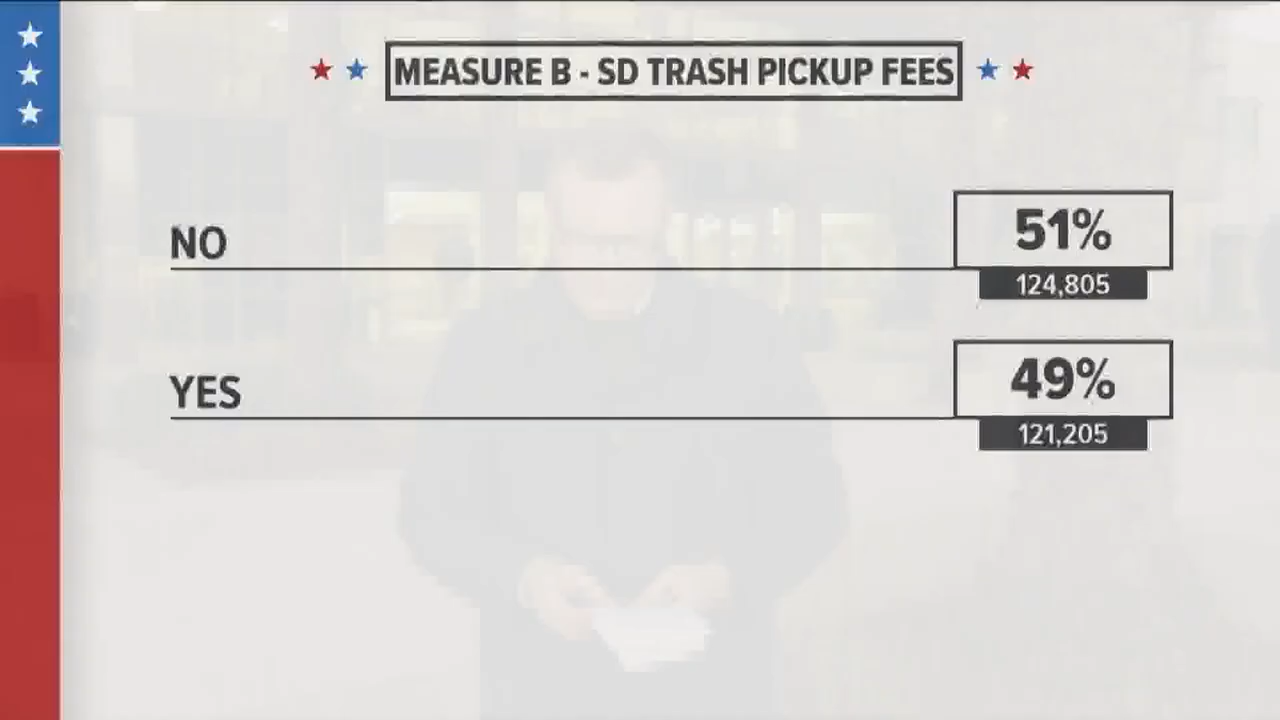 MEASURE B - SD TRASH PICKUP FEES
NO
51%
124,805
YES
49%
121,205